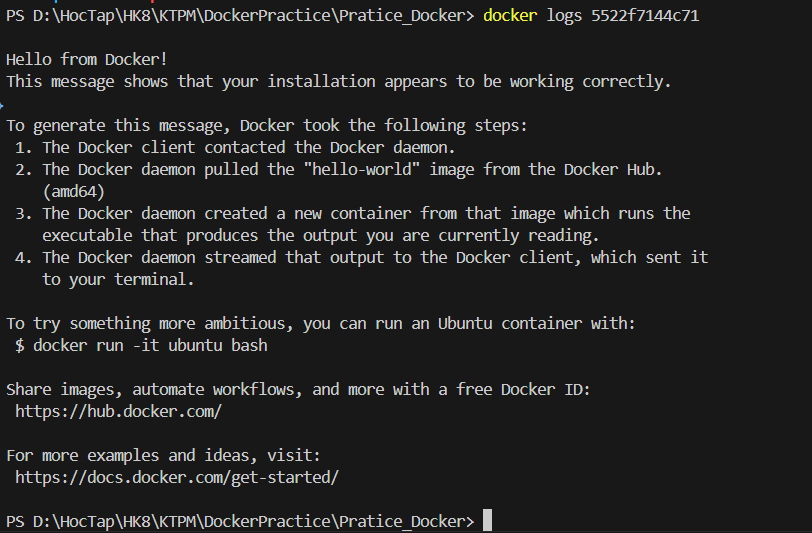 PS D:\HocTap\HK8\KTPM\DockerPractice\Pratice_Docker> docker logs 5522f7144c71
Hello from Docker!
This message shows that your installation appears to be working correctly.
To generate this message, Docker took the following steps:
1. The Docker client contacted the Docker daemon.
2. The Docker daemon pulled the "hello-world" image from the Docker Hub.
(amd64)
3. The Docker daemon created a new container from that image which runs the
executable that produces the output you are currently reading.
4. The Docker daemon streamed that output to the Docker client, which sent it
to your terminal.
To try something more ambitious, you can run an Ubuntu container with:
$ docker run -it ubuntu bash
Share images, automate workflows, and more with a free Docker ID:
https://hub.docker.com/
For more examples and ideas, visit:
https://docs.docker.com/get-started/
PS D:\HocTap\HK8\KTPM\DockerPractice\Pratice_Docker>